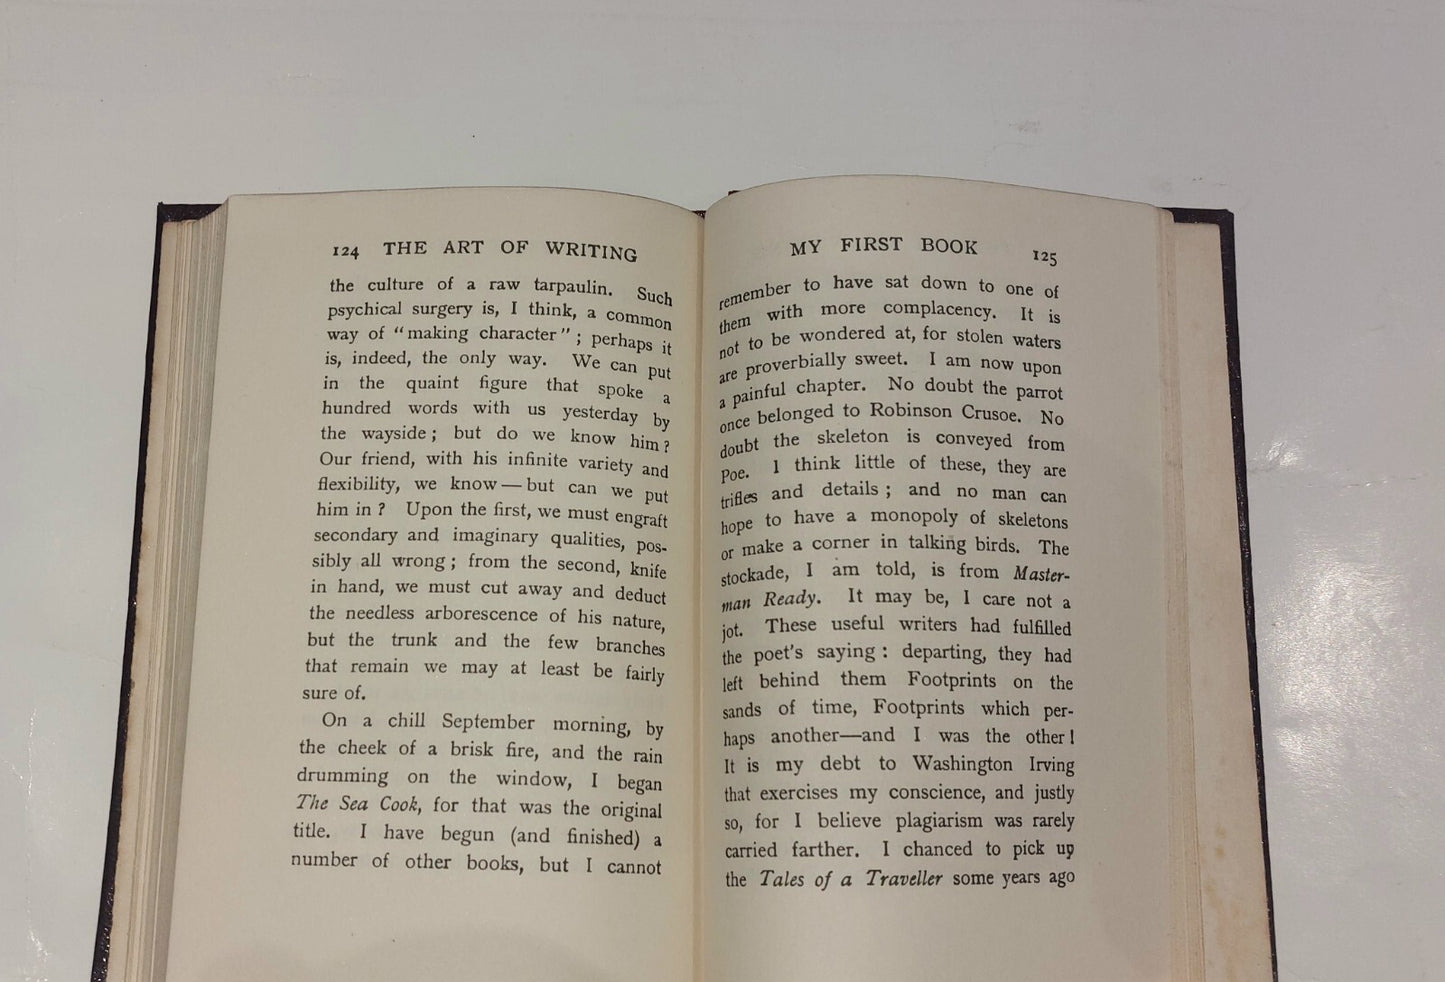 124 THE ART OF WRITING
the culture of a raw tarpaulin. Such
psychical surgery is, I think, a common
way of “making character”; perhaps it
is, indeed, the only way. We can put
in the quaint figure that spoke a
hundred words with us yesterday by
the wayside; but do we know him?
Our friend, with his infinite variety and
flexibility, we know—but can we put
him in? Upon the first, we must engraft
secondary and imaginary qualities, pos-
sibly all wrong; from the second, knife
in hand, we must cut away and deduct
the needless arborescence of his nature,
but the trunk and the few branches
that remain we may at least be fairly
sure of.
On a chill September morning, by
the cheek of a brisk fire, and the rain
drumming on the window, I began
The Sea Cook, for that was the original
title. I have begun (and finished) a
number of other books, but I cannot
MY FIRST BOOK 125
remember to have sat down to one of
them with more complacency. It is
not to be wondered at, for stolen waters
are proverbially sweet. I am now upon
a painful chapter. No doubt the parrot
once belonged to Robinson Crusoe. No
doubt the skeleton is conveyed from
Poe. I think little of these, they are
trifles and details; and no man can
hope to have a monopoly of skeletons
or make a corner in talking birds. The
stockade, I am told, is from Master-
man Ready. It may be, I care not a
jot. These useful writers had fulfilled
the poet's saying: departing, they had
left behind them Footprints on the
sands of time, Footprints which per-
haps another—and I was the other!
It is my debt to Washington Irving
that exercises my conscience, and justly
so, for I believe plagiarism was rarely
carried farther. I chanced to pick up
the Tales of a Traveller some years ago